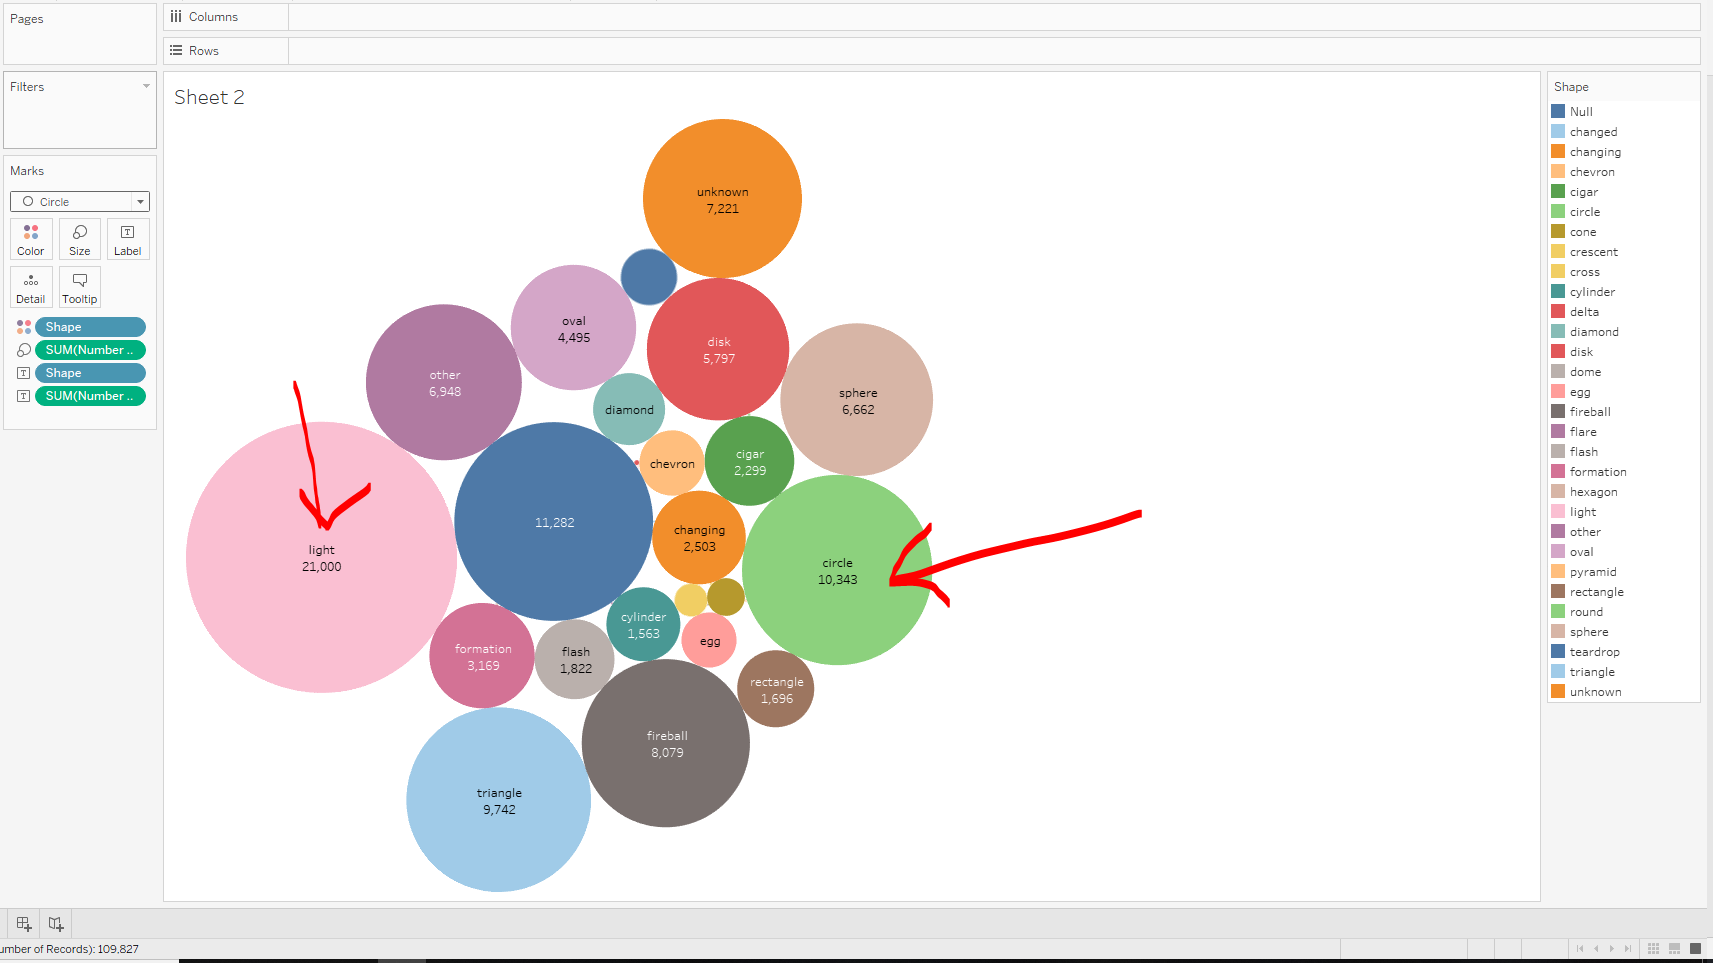 Pages
Columns
Rows
Filters
Marks
Circle
Color
Size
Label
Detail
Tooltip
Shape
SUM(Number ..
Shape
SUM(Number ..
Sheet 2
unknown
7,221
oval
4,495
disk
5,797
other
6,948
sphere
6,662
diamond
chevron
cigar
2,299
11,282
changing
2,503
light
21,000
circle
10,343
cylinder
1,563
egg
formation
3,169
flash
1,822
rectangle
1,696
fireball
8,079
triangle
9,742
Shape
Null
changed
changing
chevron
cigar
circle
cone
crescent
cross
cylinder
delta
diamond
disk
dome
egg
fireball
flare
flash
formation
hexagon
light
other
oval
pyramid
rectangle
round
sphere
teardrop
triangle
unknown
umber of Records): 109,827